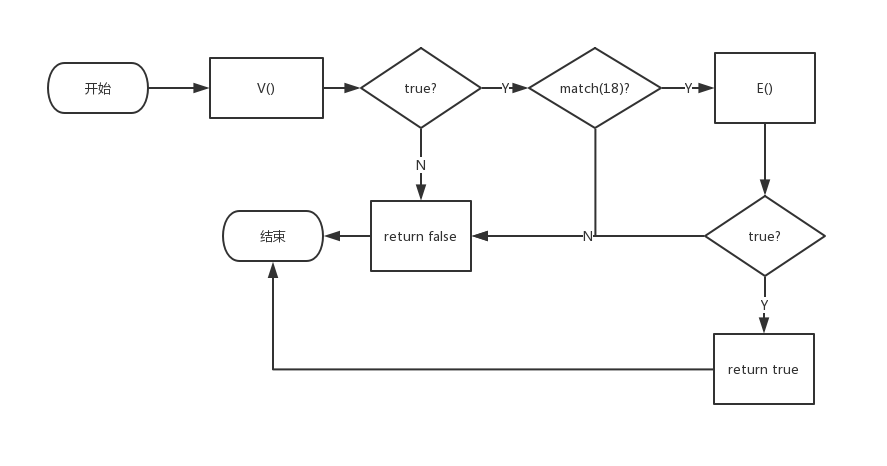 开始
V()
true?
Y
match(18)?
Y
E()
N
结束
return false
N
true?
Y
return true